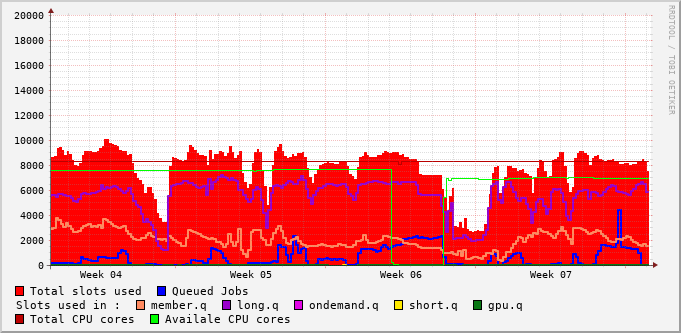 20000
18000
16000
14000
12000
10000
8000
6000
4000
2000
0
Week 04 Week 05 Week 06 Week 07
Total slots used Queued Jobs
Slots used in : member.q long.q ondemand.q short.q gpu.q
Total CPU cores Availale CPU cores
RRDTOOL / TOBI OETIKER